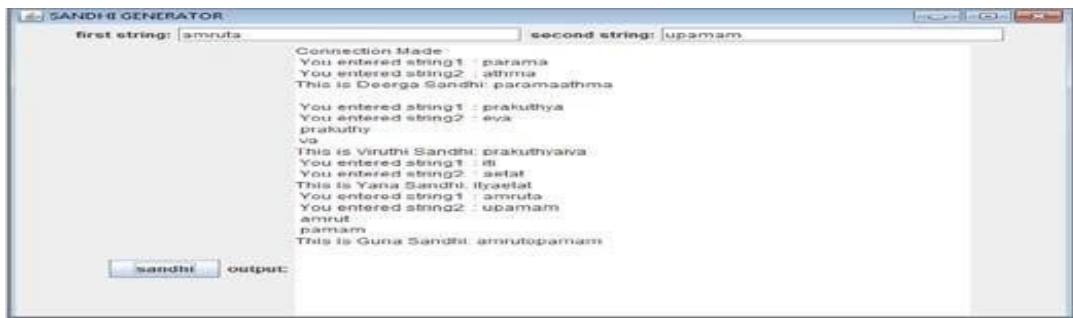 SANDHI GENERATOR
first string: amruta second string: upamam
Connection Made
You entered string1 : parama
You entered string2 : athma
This is Deerga Sandhi: paramaathma
You entered string1 : prakuthya
You entered string2 : eva
prakuthy
va
This is Viruthi Sandhi: prakuthyaiva
You entered string1 : iti
You entered string2 : aetat
This is Yana Sandhi: ityaetat
You entered string1 : amruta
You entered string2 : upamam
amrut
pamam
This is Guna Sandhi: amrutopamam
sandhi output: